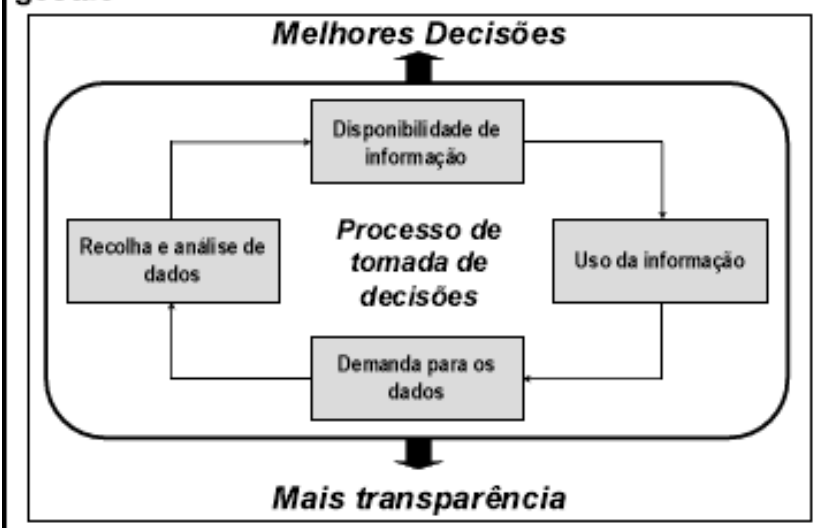 Melhores Decisões
Disponibilidade de
informação
Recolha e análise de
dados
Processo de
tomada de
decisões
Uso da informação
Demanda para os
dados
Mais transparência